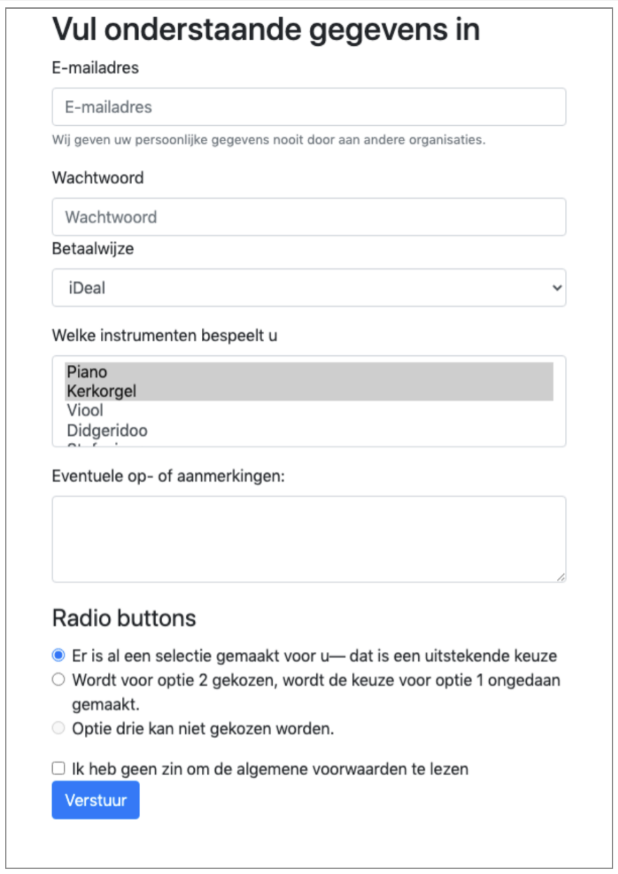 Vul onderstaande gegevens in
E-mailadres
E-mailadres
Wij geven uw persoonlijke gegevens nooit door aan andere organisaties.
Wachtwoord
Wachtwoord
Betaalwijze
iDeal
Welke instrumenten bespeelt u
Piano
Kerkorgel
Viool
Didgeridoo
Eventuele op- of aanmerkingen:
Radio buttons
Er is al een selectie gemaakt voor u— dat is een uitstekende keuze
Wordt voor optie 2 gekozen, wordt de keuze voor optie 1 ongedaan
gemaakt.
Optie drie kan niet gekozen worden.
Ik heb geen zin om de algemene voorwaarden te lezen
Verstuur